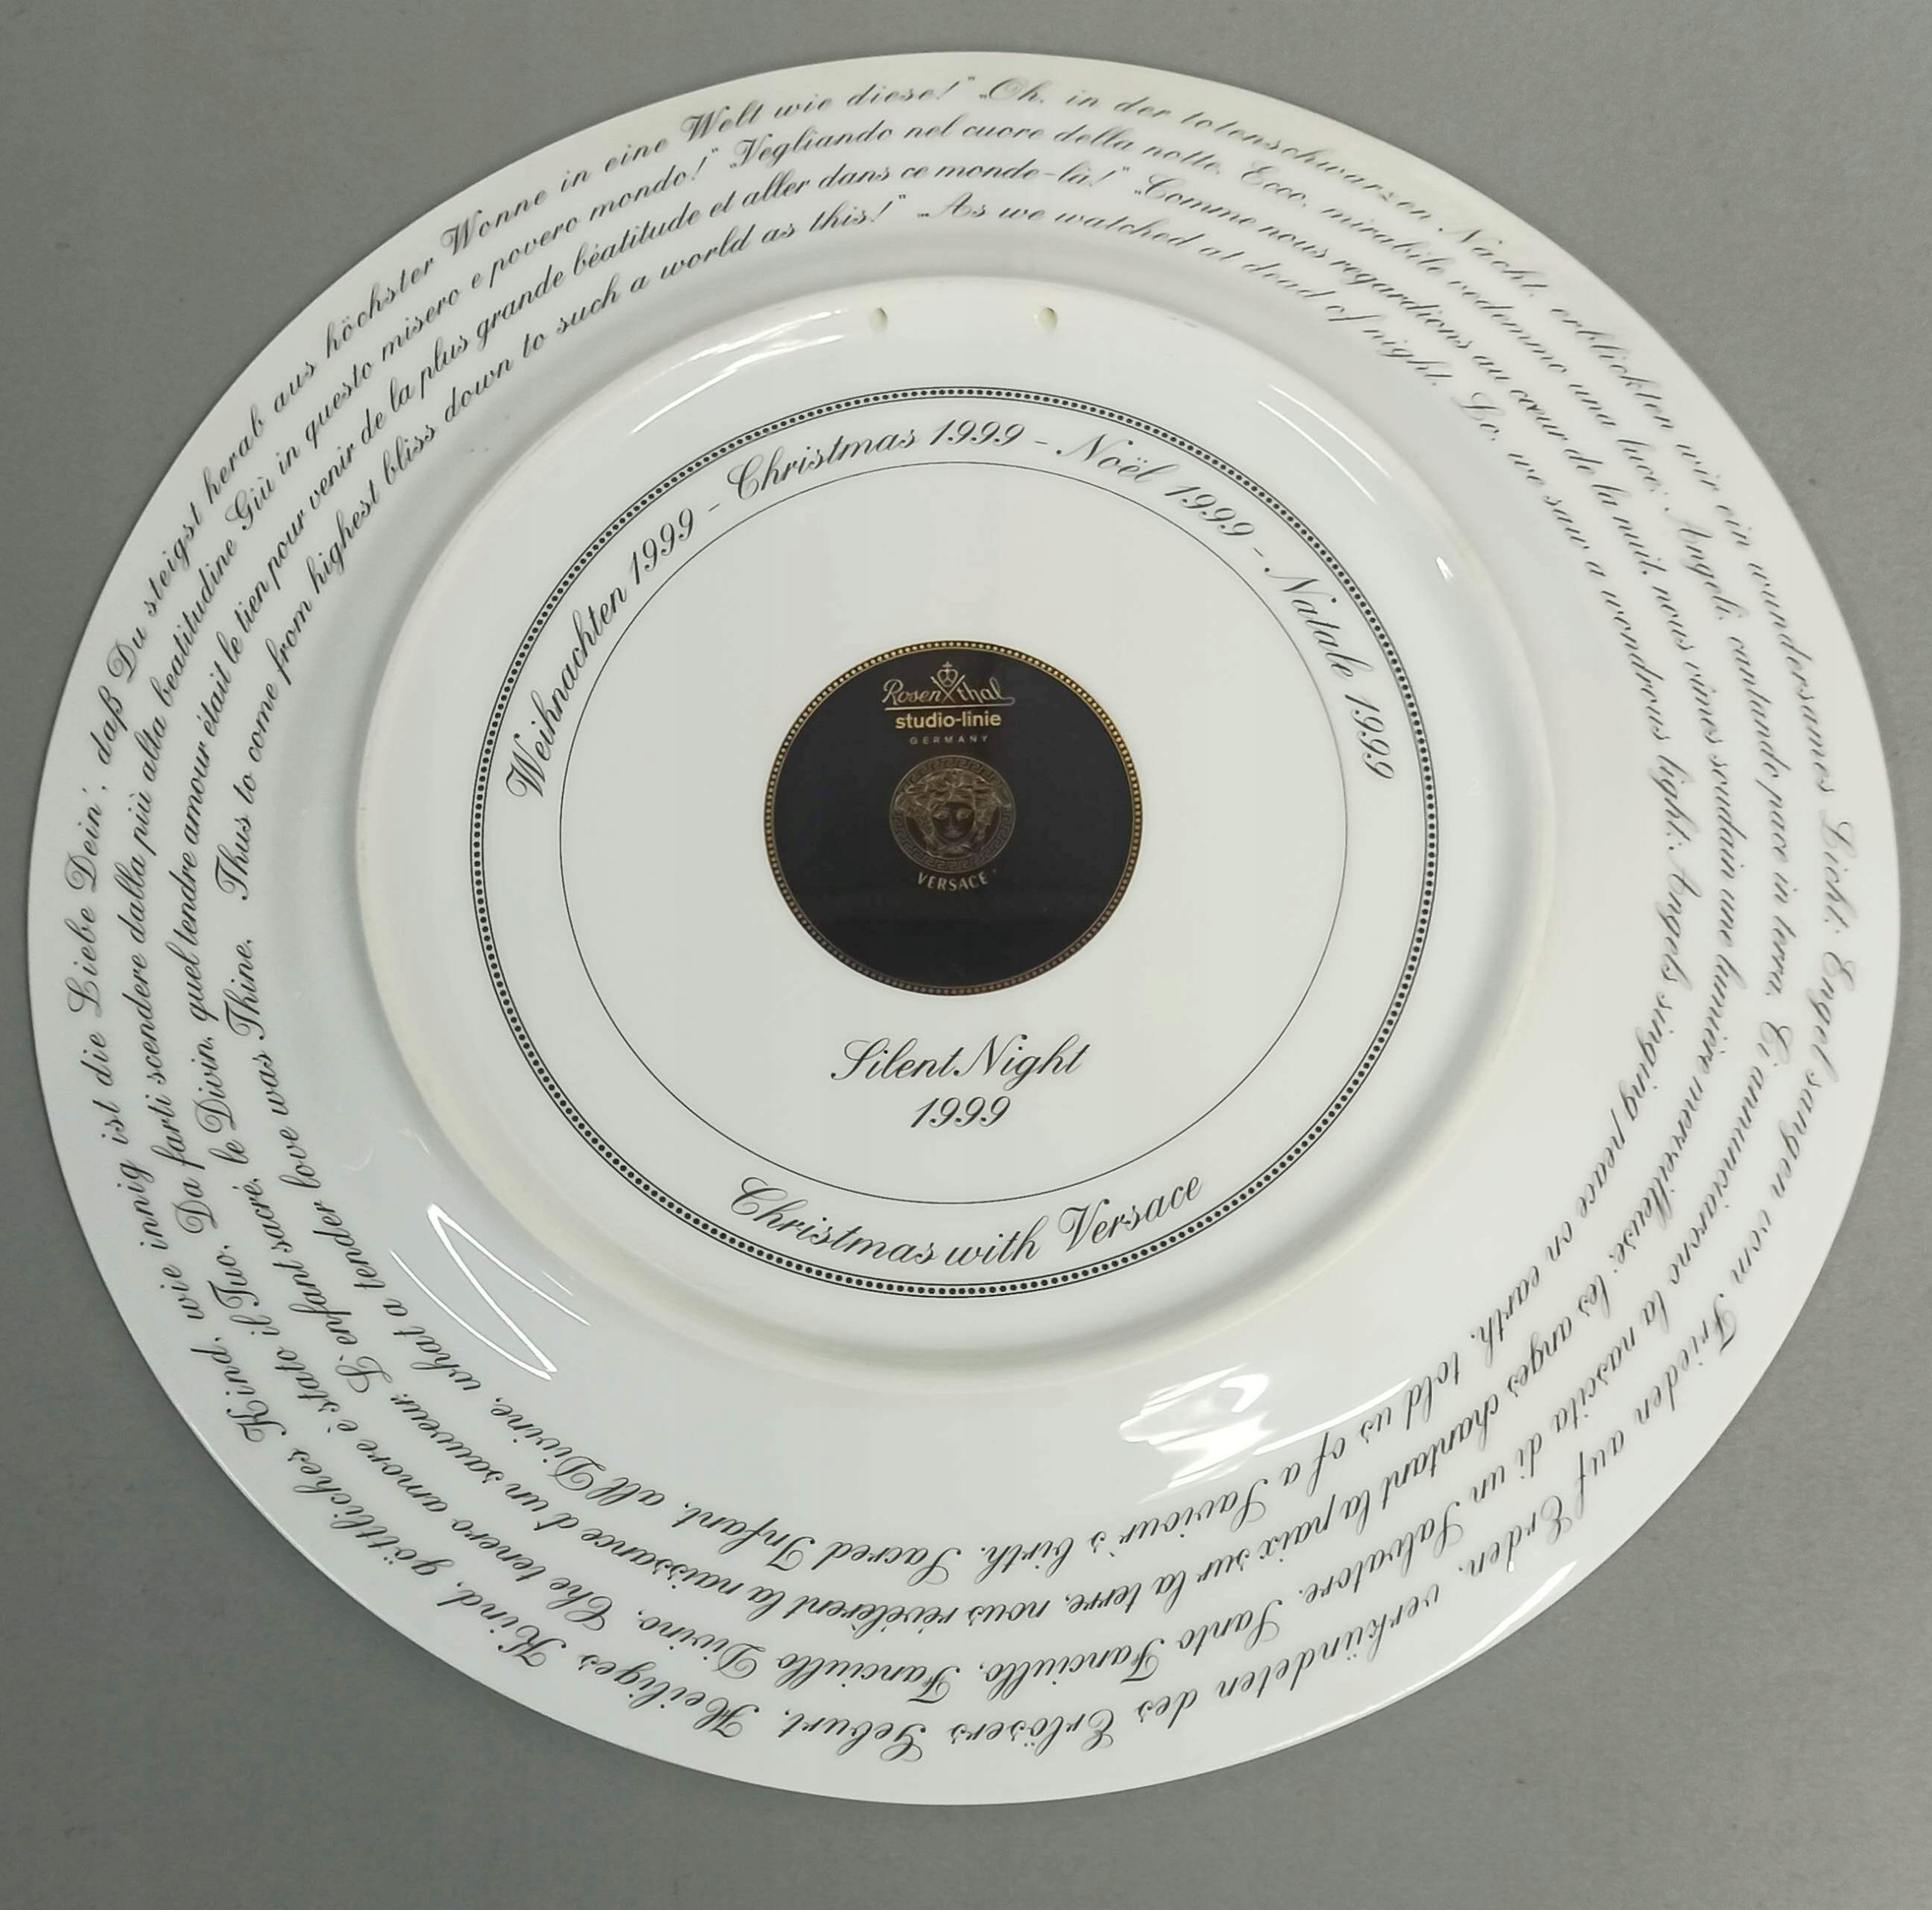 „Oh, in der totenschwarzen Nacht, erblickten wir ein wundersames Licht; Engel sangen vom Frieden auf Erden, verkündeten des Erlösers Geburt, Heiliges Kind, göttliches Kind, wie innig ist die Liebe Dein', daß Du steigst herab aus höchster Wonne in eine Welt wie diese!“
„Vegliando nel cuore della notte, Ecco, mirabile vedemmo una luce; Angeli, cantando pace in terra, Ci annunciarono la nascita di un Salvatore. Santo Fanciullo, Fanciullo Divino, Che tenero amore è stato il Tuo, Da farti scendere dalla più alta beatitudine Giù in questo misero e povero mondo!“
„Comme nous regardions au cœur de la nuit, nous vîmes soudain une lumière merveilleuse; les anges chantant la paix sur la terre, nous révélèrent la naissance d'un sauveur. L'enfant sacré, le Divin, quel tendre amour était le tien pour venir de la plus grande béatitude et aller dans ce monde-là!“
„As we watched at dead of night, Lo, we saw a wondrous light; Angels singing peace on earth, told us of a Saviour's birth. Sacred Infant, all Divine, what a tender love was Thine, Thus to come from highest bliss down to such a world as this!“
Weihnachten 1999 - Christmas 1999 - Noël 1999 - Natale 1999
Rosenthal
studio-linie
GERMANY
VERSACE
Silent Night
1999
Christmas with Versace